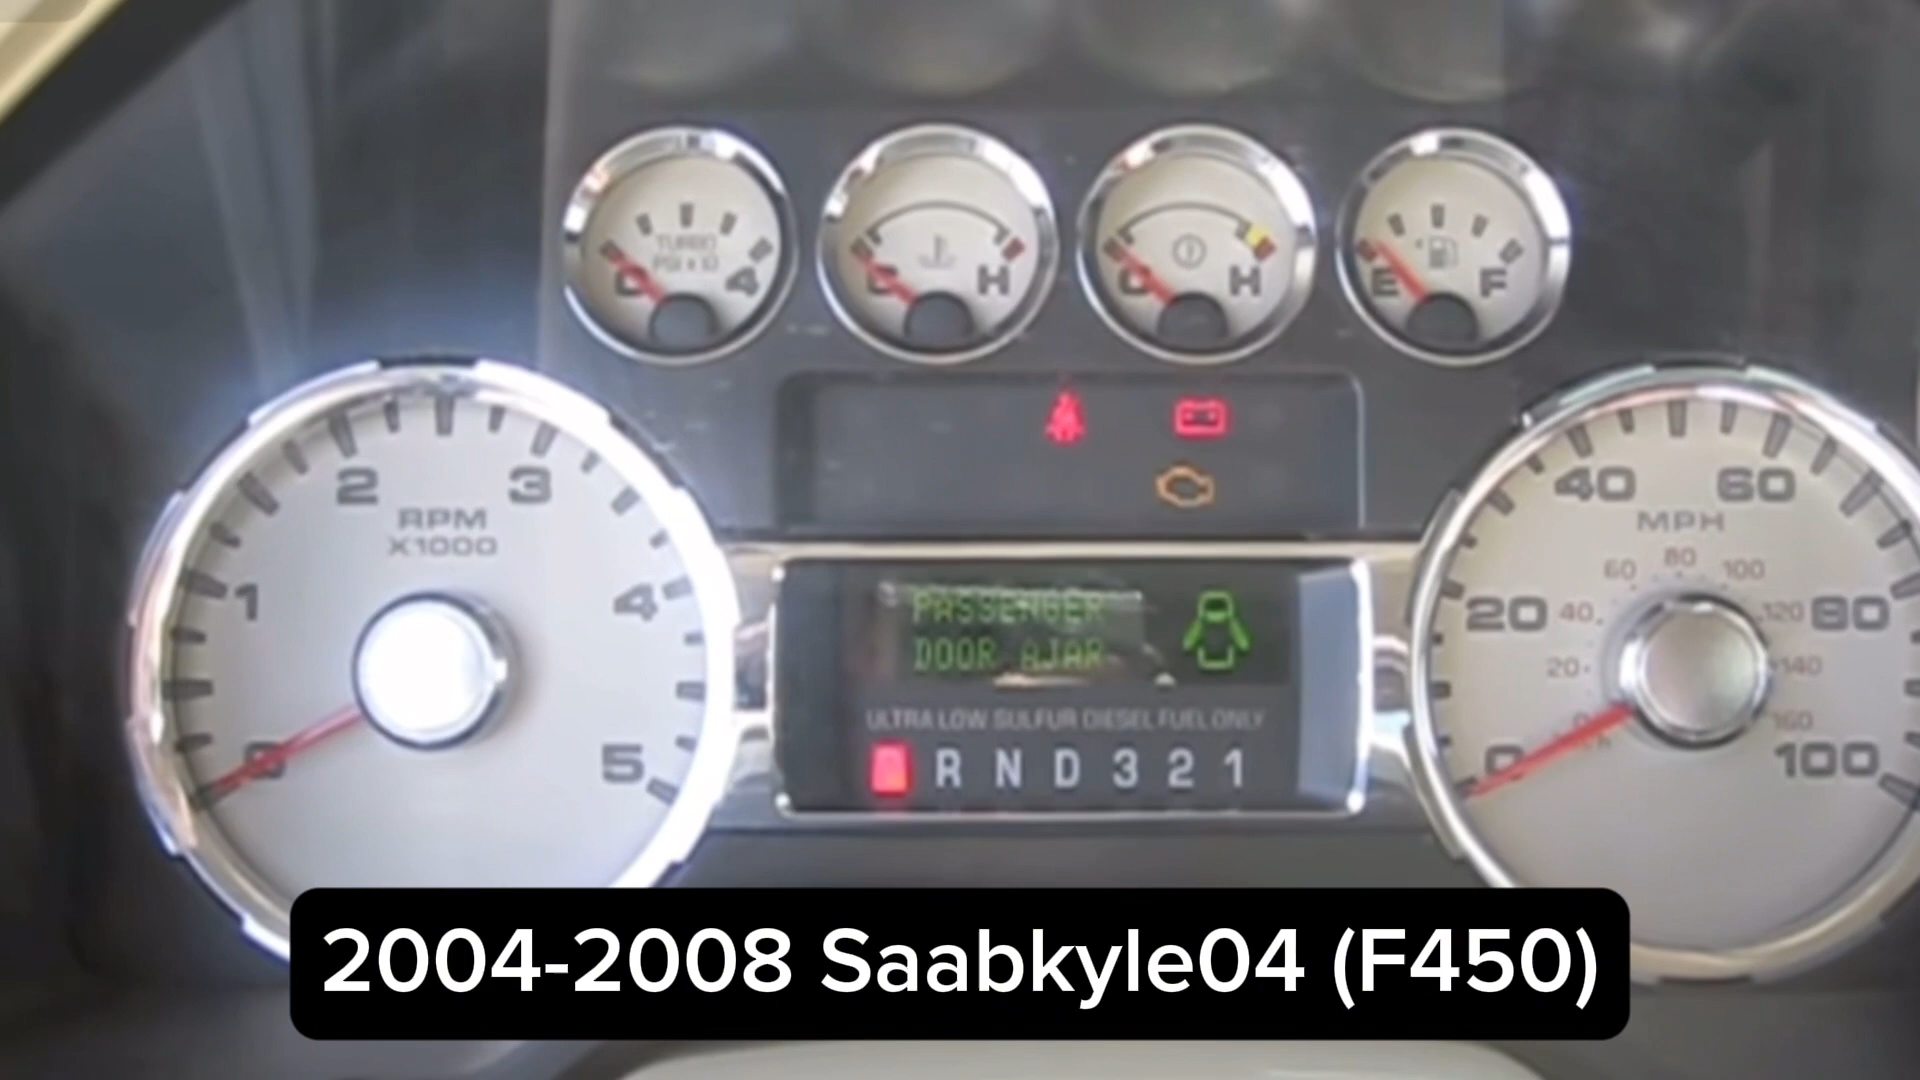 TURBO
PSI x 10
0 4
C H
C H
E F
2 3
RPM
X1000
1 4
0 5
40 60
MPH
60 80 100
20 40 120 80
20 140
0 160
0 100
PASSENGER
DOOR AJAR
ULTRA LOW SULFUR DIESEL FUEL ONLY
R N D 3 2 1
2004-2008 Saabkyle04 (F450)